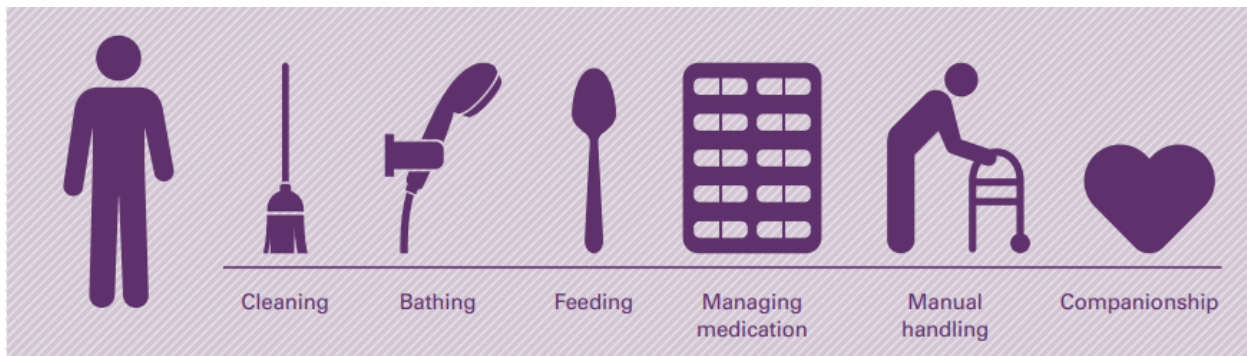 Cleaning
Bathing
Feeding
Managing
medication
Manual
handling
Companionship